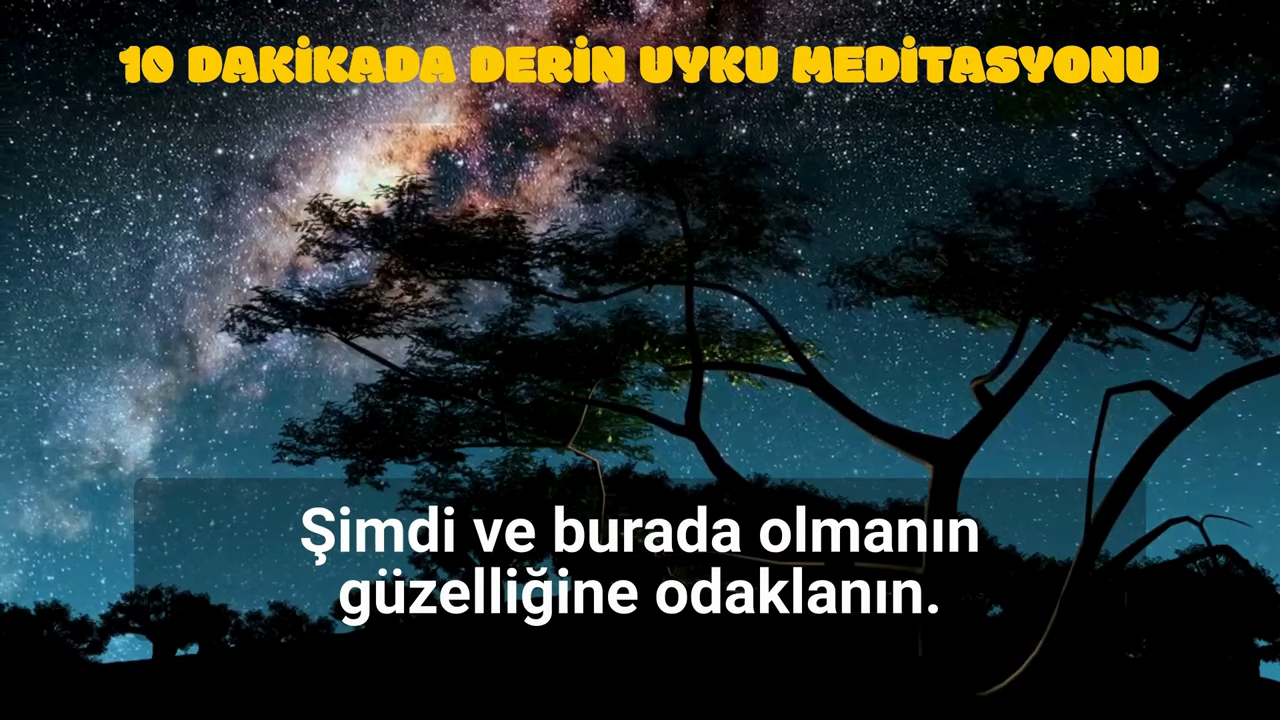 10 DAKİKADA DERİN UYKU MEDİTASYONU
Şimdi ve burada olmanın
güzelliğine odaklanın.